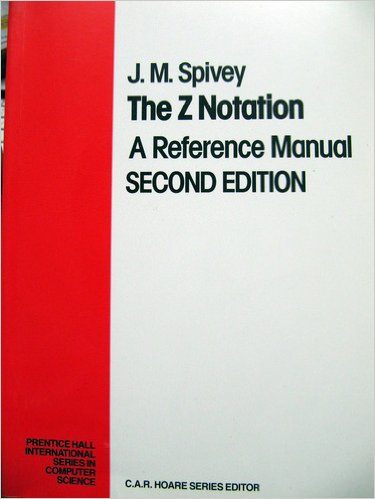 J. M. Spivey
The Z Notation
A Reference Manual
SECOND EDITION
PRENTICE HALL
INTERNATIONAL
SERIES IN
COMPUTER
SCIENCE
C.A.R. HOARE SERIES EDITOR